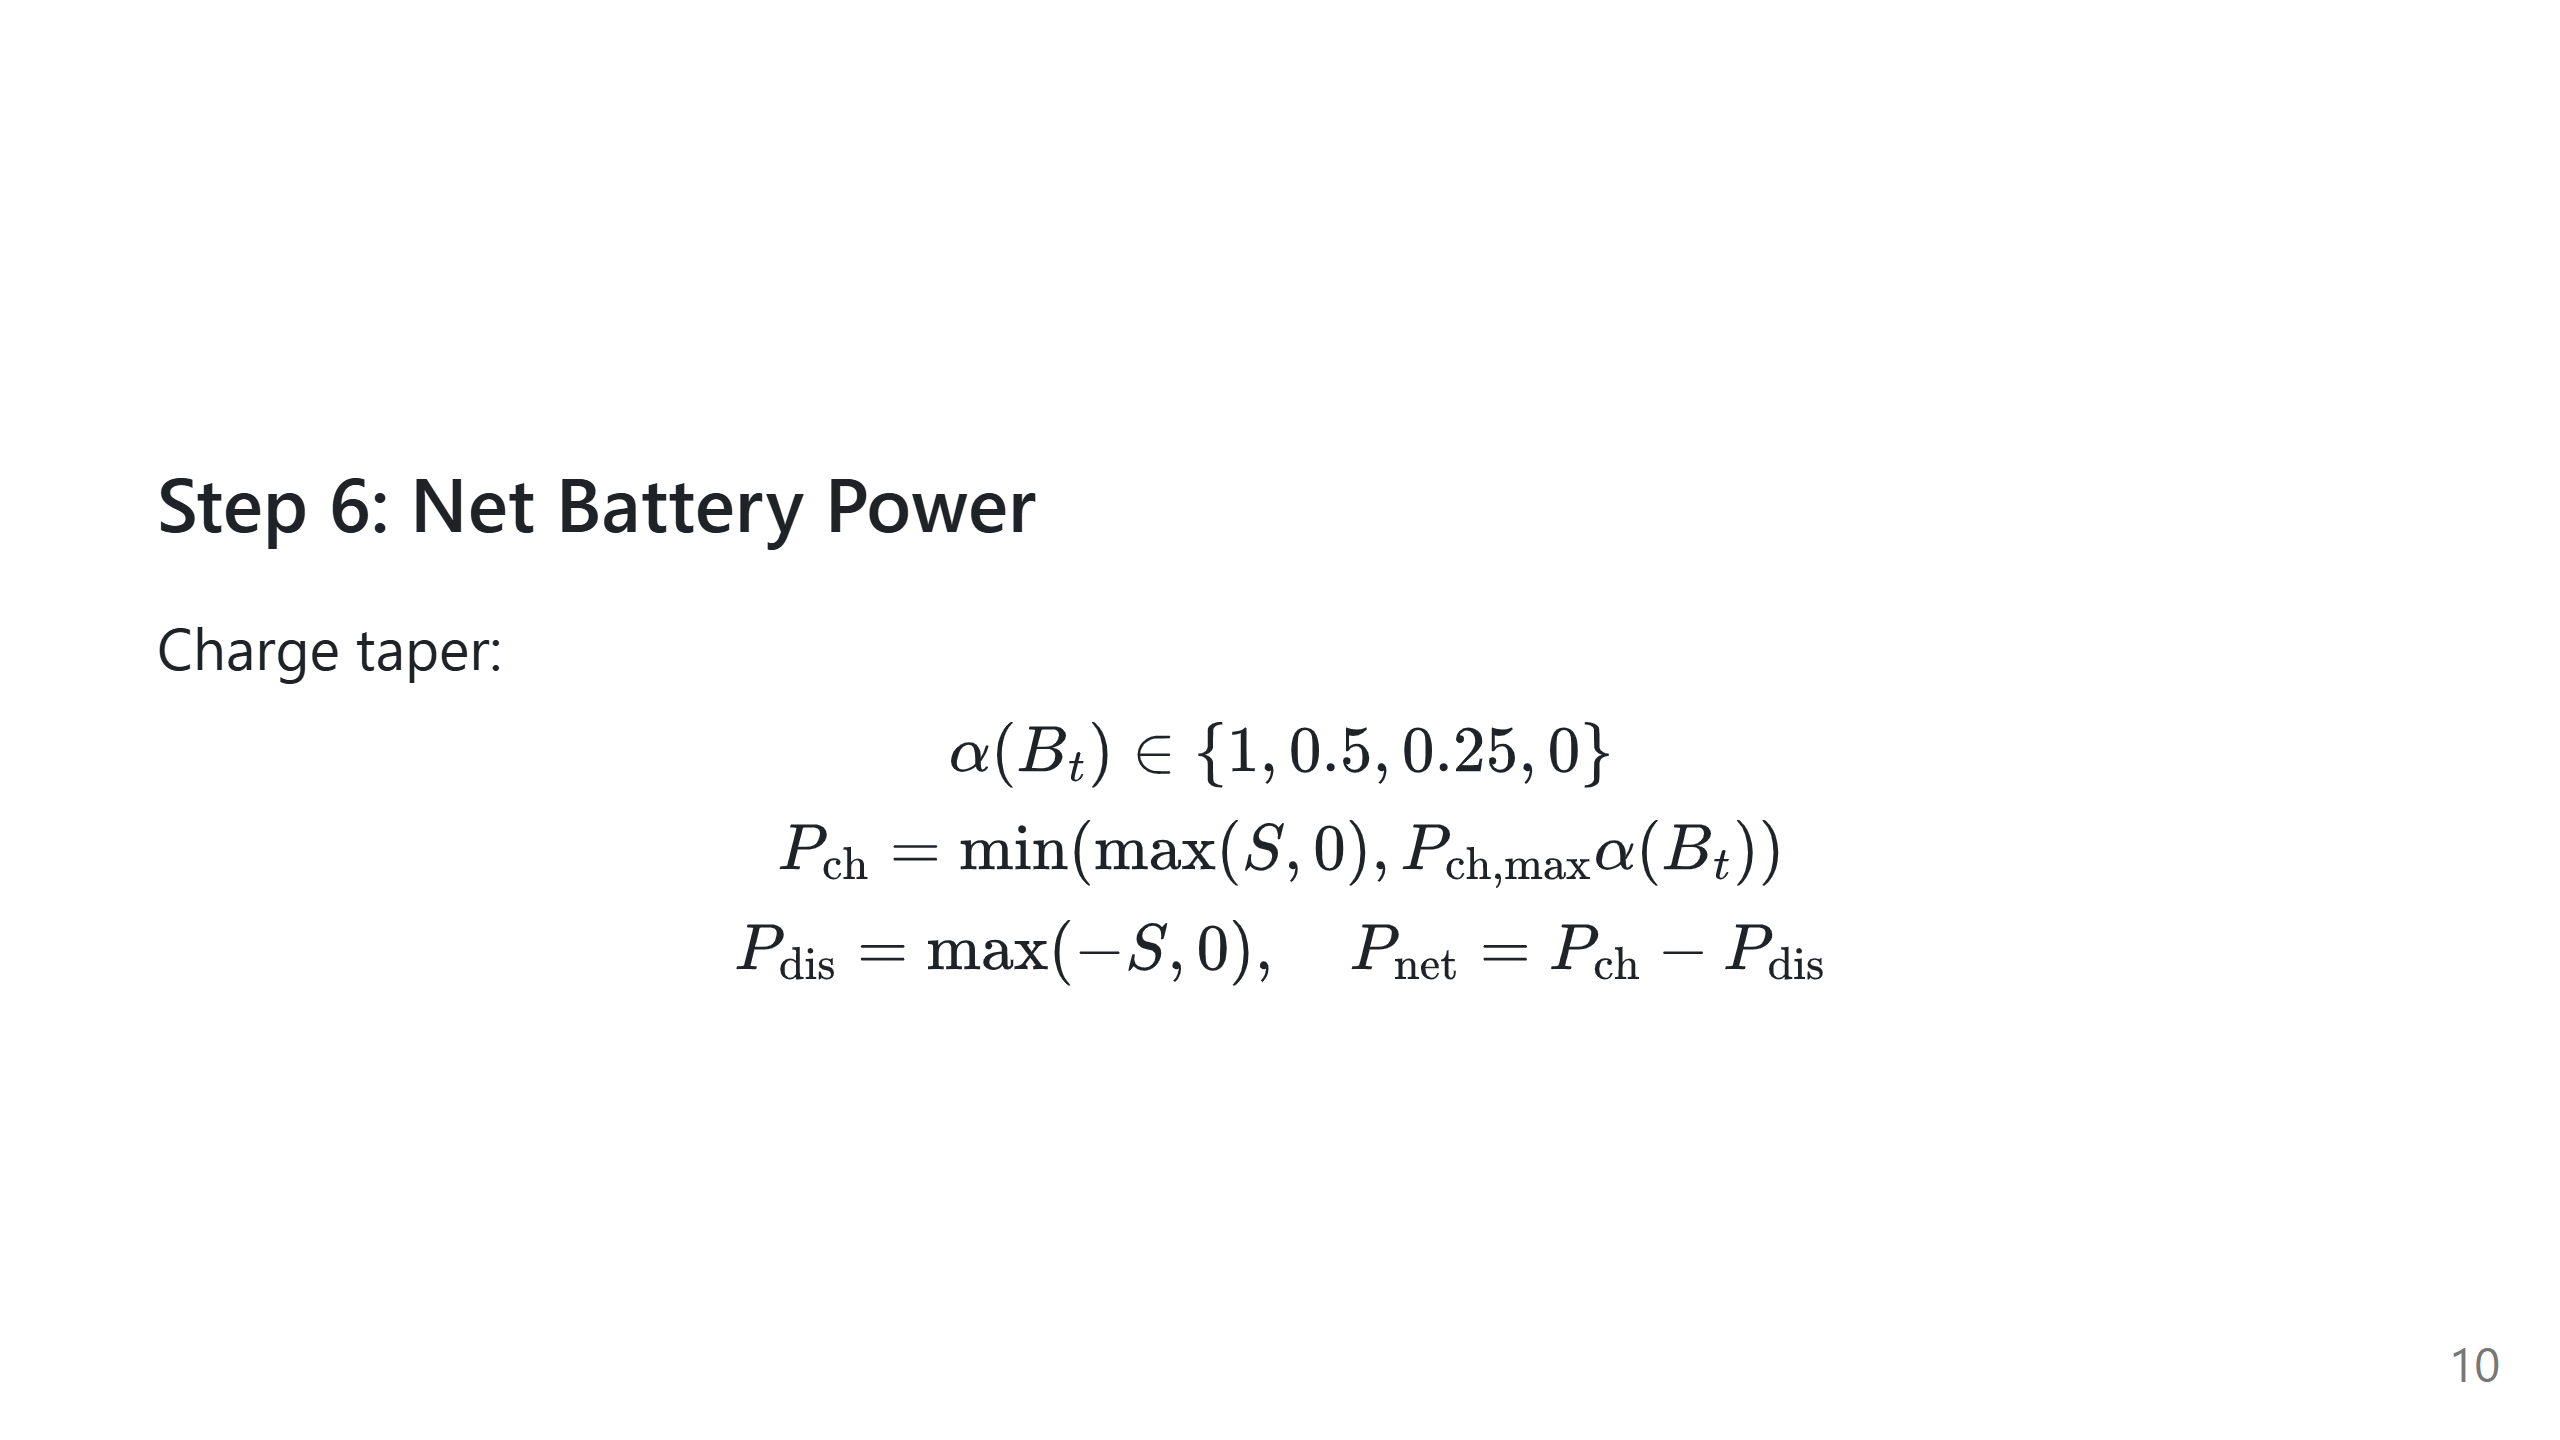 Step 6: Net Battery Power
Charge taper:
α(B_t) ∈ {1, 0.5, 0.25, 0}
P_ch = min(max(S, 0), P_ch,max α(B_t))
P_dis = max(−S, 0),   P_net = P_ch − P_dis
10